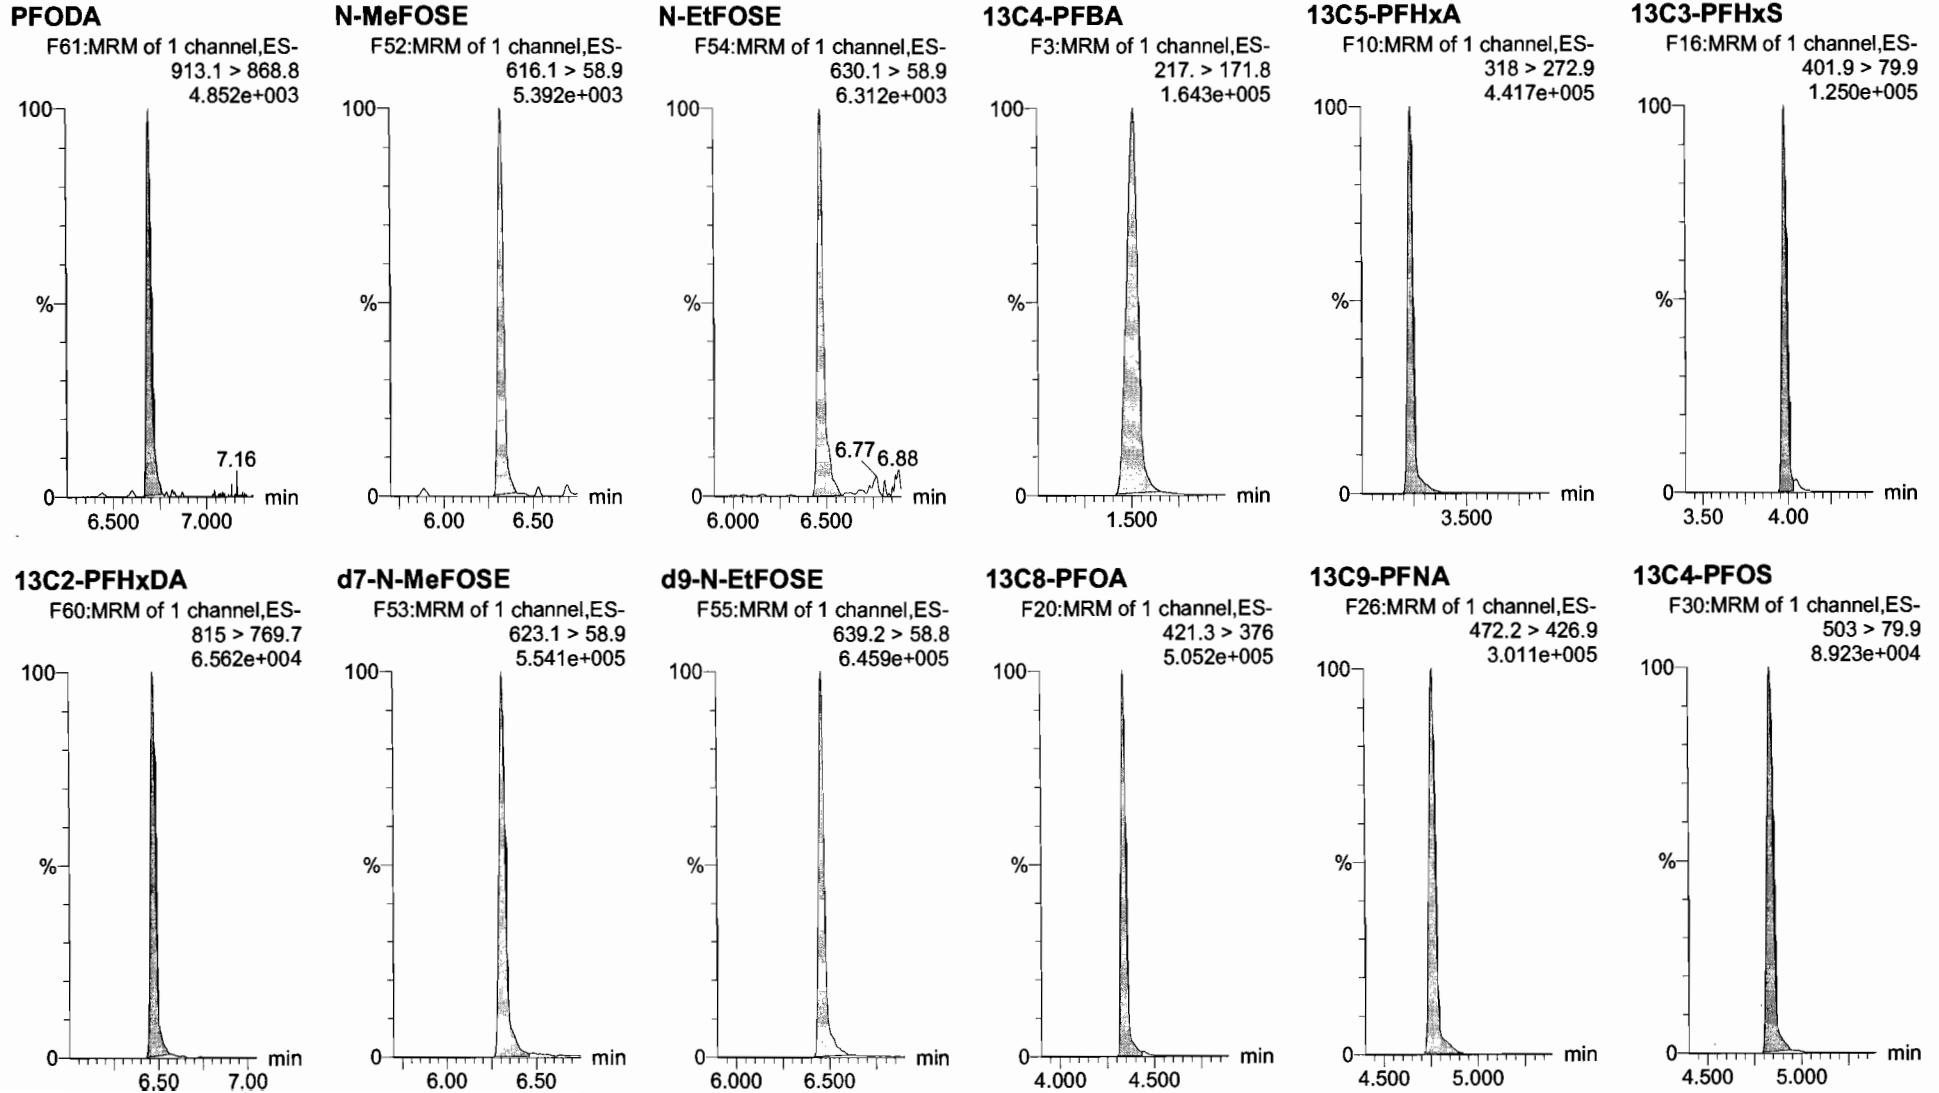 PFODA
F61:MRM of 1 channel,ES-
913.1 > 868.8
4.852e+003
100
%
0
7.16
min
6.500 7.000
N-MeFOSE
F52:MRM of 1 channel,ES-
616.1 > 58.9
5.392e+003
100
%
0
min
6.00 6.50
N-EtFOSE
F54:MRM of 1 channel,ES-
630.1 > 58.9
6.312e+003
100
%
0
6.77
6.88
min
6.000 6.500
13C4-PFBA
F3:MRM of 1 channel,ES-
217. > 171.8
1.643e+005
100
%
0
min
1.500
13C5-PFHxA
F10:MRM of 1 channel,ES-
318 > 272.9
4.417e+005
100
%
0
min
3.500
13C3-PFHxS
F16:MRM of 1 channel,ES-
401.9 > 79.9
1.250e+005
100
%
0
min
3.50 4.00
13C2-PFHxDA
F60:MRM of 1 channel,ES-
815 > 769.7
6.562e+004
100
%
0
min
6.50 7.00
d7-N-MeFOSE
F53:MRM of 1 channel,ES-
623.1 > 58.9
5.541e+005
100
%
0
min
6.00 6.50
d9-N-EtFOSE
F55:MRM of 1 channel,ES-
639.2 > 58.8
6.459e+005
100
%
0
min
6.000 6.500
13C8-PFOA
F20:MRM of 1 channel,ES-
421.3 > 376
5.052e+005
100
%
0
min
4.000 4.500
13C9-PFNA
F26:MRM of 1 channel,ES-
472.2 > 426.9
3.011e+005
100
%
0
min
4.500 5.000
13C4-PFOS
F30:MRM of 1 channel,ES-
503 > 79.9
8.923e+004
100
%
0
min
4.500 5.000